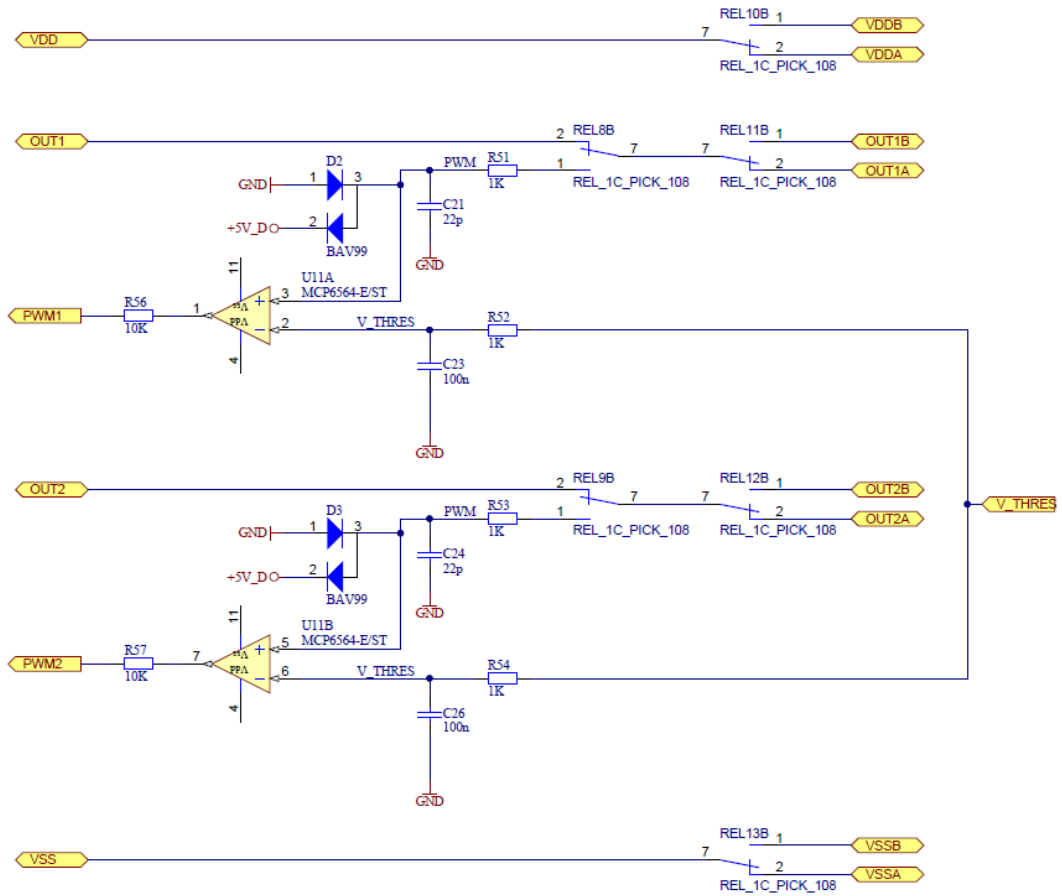 REL10B
VDD
7
1
VDDB
2
VDDA
REL_1C_PICK_108
OUT1
2
REL8B
7
1
REL_1C_PICK_108
REL11B
7
1
OUT1B
2
OUT1A
REL_1C_PICK_108
D2
GND
1
3
+5V_D
2
BAV99
PWM
R51
1K
C21
22p
GND
U11A
MCP6564-E/ST
11
Vss
Vdd
+
3
−
2
1
4
R56
10K
PWM1
V_THRES
R52
1K
C23
100n
GND
OUT2
2
REL9B
7
1
REL_1C_PICK_108
REL12B
7
1
OUT2B
2
OUT2A
REL_1C_PICK_108
V_THRES
D3
GND
1
3
+5V_D
2
BAV99
PWM
R53
1K
C24
22p
GND
U11B
MCP6564-E/ST
11
Vss
Vdd
+
5
−
6
7
4
R57
10K
PWM2
V_THRES
R54
1K
C26
100n
GND
REL13B
VSS
7
1
VSSB
2
VSSA
REL_1C_PICK_108